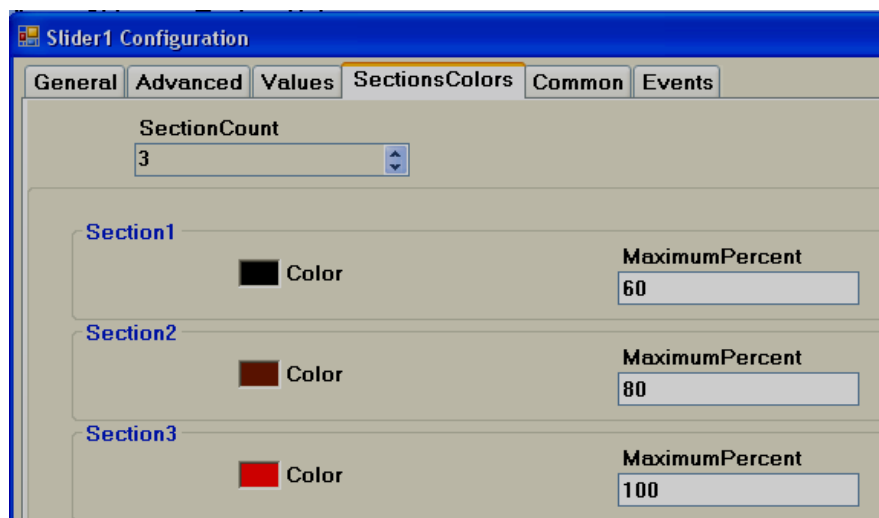 Slider1 Configuration
General Advanced Values SectionsColors Common Events
SectionCount
3
Section1
Color
MaximumPercent
60
Section2
Color
MaximumPercent
80
Section3
Color
MaximumPercent
100